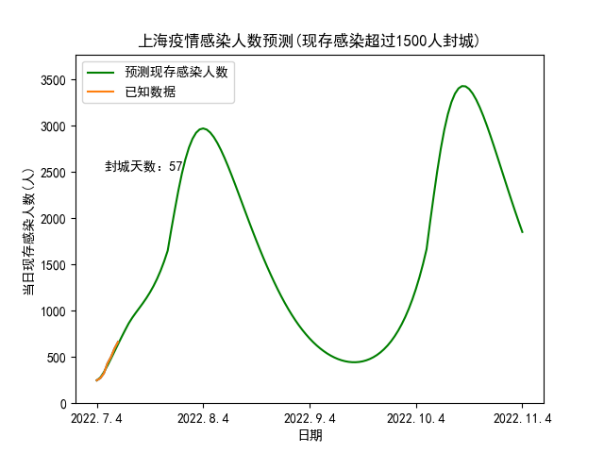 上海疫情感染人数预测(现存感染超过1500人封城)
预测现存感染人数
已知数据
封城天数：57
当日现存感染人数(人)
3500
3000
2500
2000
1500
1000
500
0
2022.7.4 2022.8.4 2022.9.4 2022.10.4 2022.11.4
日期